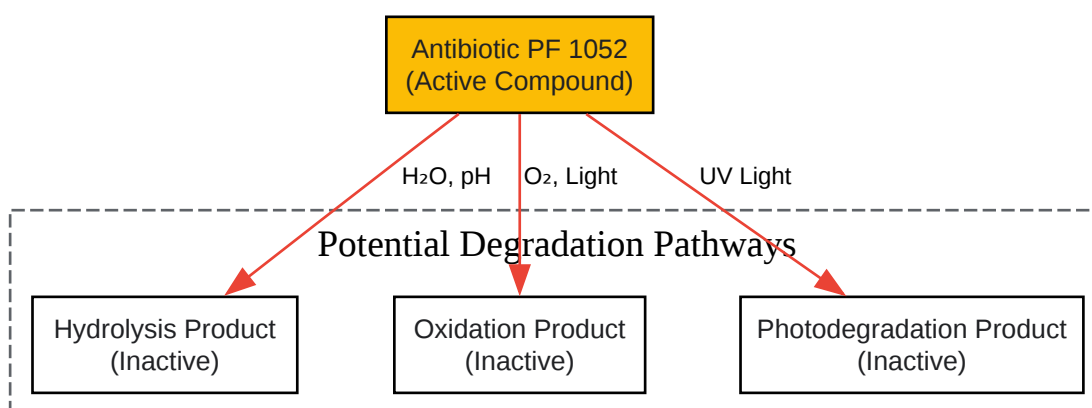 Antibiotic PF 1052
(Active Compound)
H₂O, pH
O₂, Light
UV Light
Potential Degradation Pathways
Hydrolysis Product
(Inactive)
Oxidation Product
(Inactive)
Photodegradation Product
(Inactive)